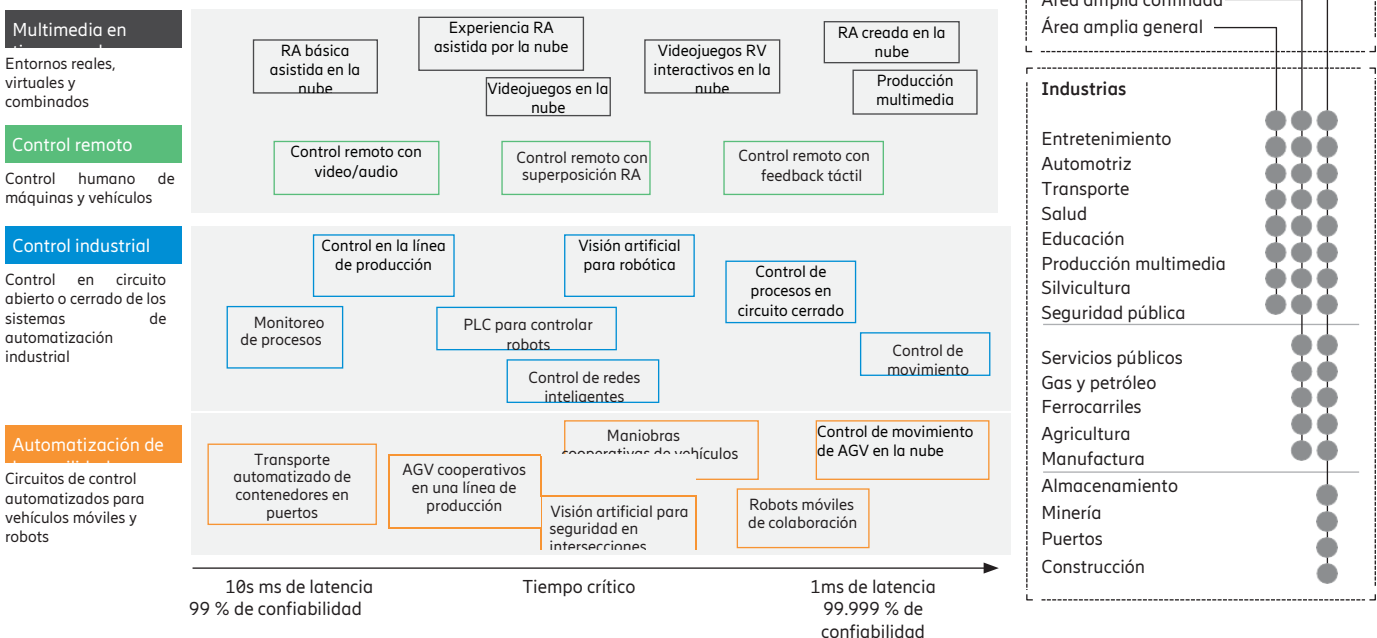 Multimedia en
Entornos reales,
virtuales y
combinados
RA básica
asistida en la
nube
Experiencia RA
asistida por la nube
Videojuegos en la
nube
Videojuegos RV
interactivos en la
nube
RA creada en la
nube
Producción
multimedia
Control remoto
Control humano de
máquinas y vehículos
Control remoto con
video/audio
Control remoto con
superposición RA
Control remoto con
feedback táctil
Control industrial
Control en circuito
abierto o cerrado de los
sistemas de
automatización
industrial
Control en la línea
de producción
Visión artificial
para robótica
Control de
procesos en
circuito cerrado
Monitoreo
de procesos
PLC para controlar
robots
Control de
movimiento
Control de redes
inteligentes
Automatización de
Circuitos de control
automatizados para
vehículos móviles y
robots
Transporte
automatizado de
contenedores en
puertos
AGV cooperativos
en una línea de
producción
Maniobras
cooperativas de vehículos
Visión artificial para
seguridad en
intersecciones
Control de movimiento
de AGV en la nube
Robots móviles
de colaboración
10s ms de latencia
99 % de confiabilidad
Tiempo crítico
1ms de latencia
99.999 % de
confiabilidad
Área amplia confinada
Área amplia general
Industrias
Entretenimiento
Automotriz
Transporte
Salud
Educación
Producción multimedia
Silvicultura
Seguridad pública
Servicios públicos
Gas y petróleo
Ferrocarriles
Agricultura
Manufactura
Almacenamiento
Minería
Puertos
Construcción